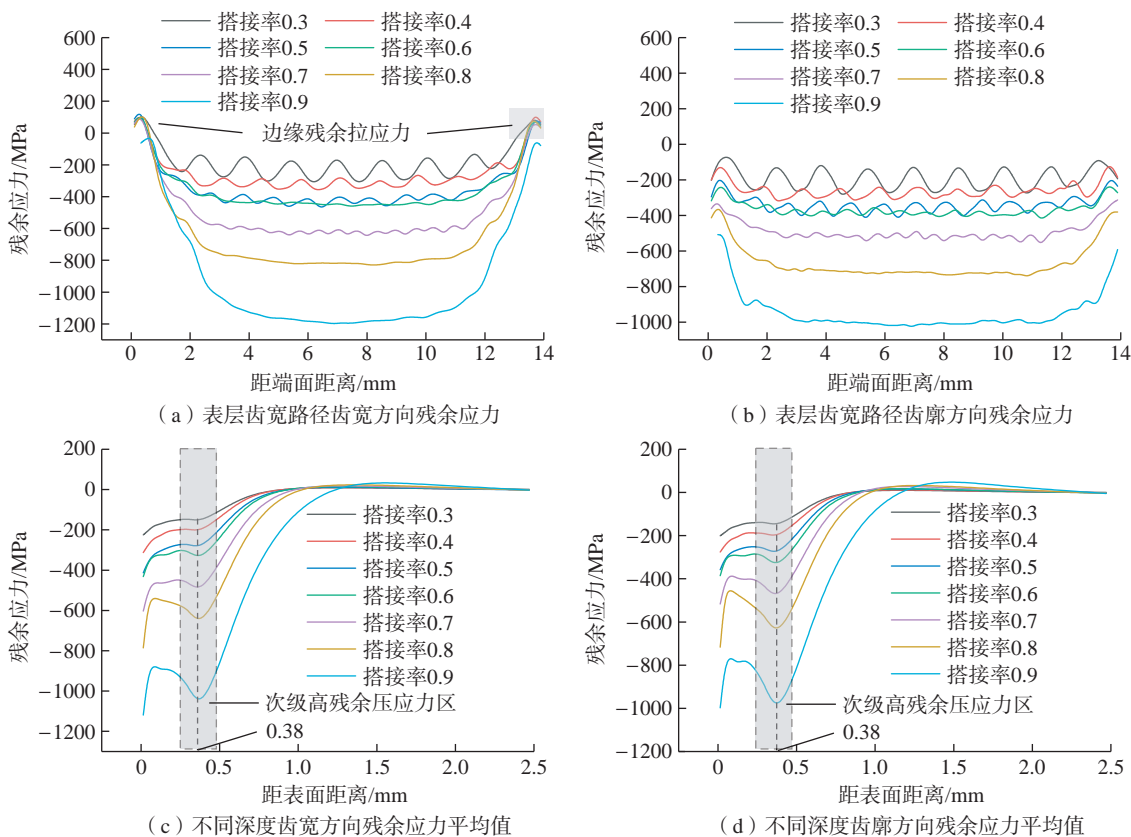 搭接率0.3 搭接率0.4
搭接率0.5 搭接率0.6
搭接率0.7 搭接率0.8
搭接率0.9
边缘残余拉应力
残余应力/MPa
600
400
200
0
−200
−400
−600
−800
−1000
−1200
0 2 4 6 8 10 12 14
距端面距离/mm
（a）表层齿宽路径齿宽方向残余应力
搭接率0.3 搭接率0.4
搭接率0.5 搭接率0.6
搭接率0.7 搭接率0.8
搭接率0.9
残余应力/MPa
600
400
200
0
−200
−400
−600
−800
−1000
0 2 4 6 8 10 12 14
距端面距离/mm
（b）表层齿宽路径齿廓方向残余应力
残余应力/MPa
200
0
−200
−400
−600
−800
−1000
−1200
搭接率0.3
搭接率0.4
搭接率0.5
搭接率0.6
搭接率0.7
搭接率0.8
搭接率0.9
次级高残余压应力区
0.38
0 0.5 1.0 1.5 2.0 2.5
距表面距离/mm
（c）不同深度齿宽方向残余应力平均值
残余应力/MPa
200
0
−200
−400
−600
−800
−1000
−1200
搭接率0.3
搭接率0.4
搭接率0.5
搭接率0.6
搭接率0.7
搭接率0.8
搭接率0.9
次级高残余压应力区
0.38
0 0.5 1.0 1.5 2.0 2.5
距表面距离/mm
（d）不同深度齿廓方向残余应力平均值